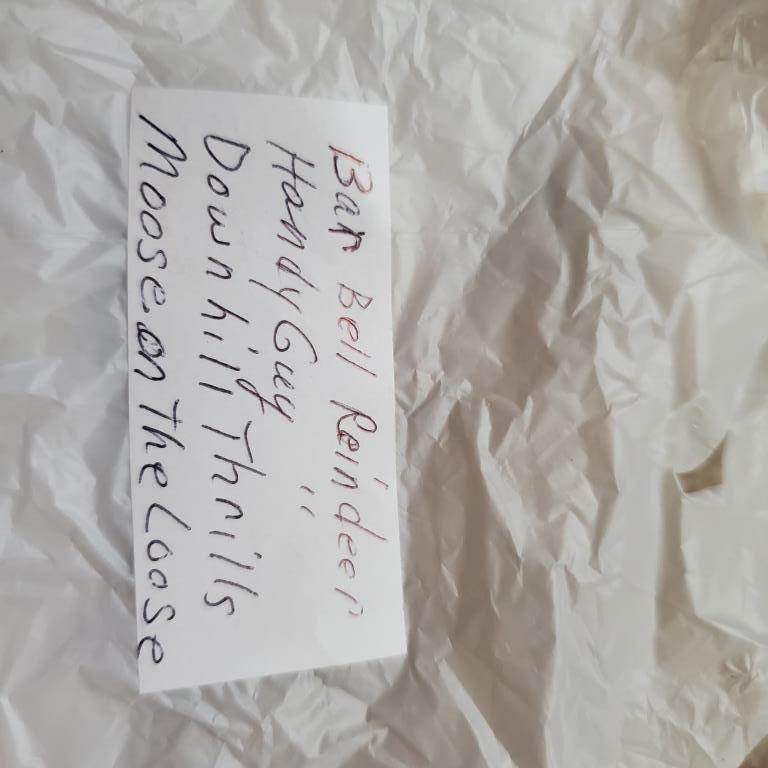 Bar Bell Reindeer
Handy Guy "
Downhill Thrills
Moose on The Loose